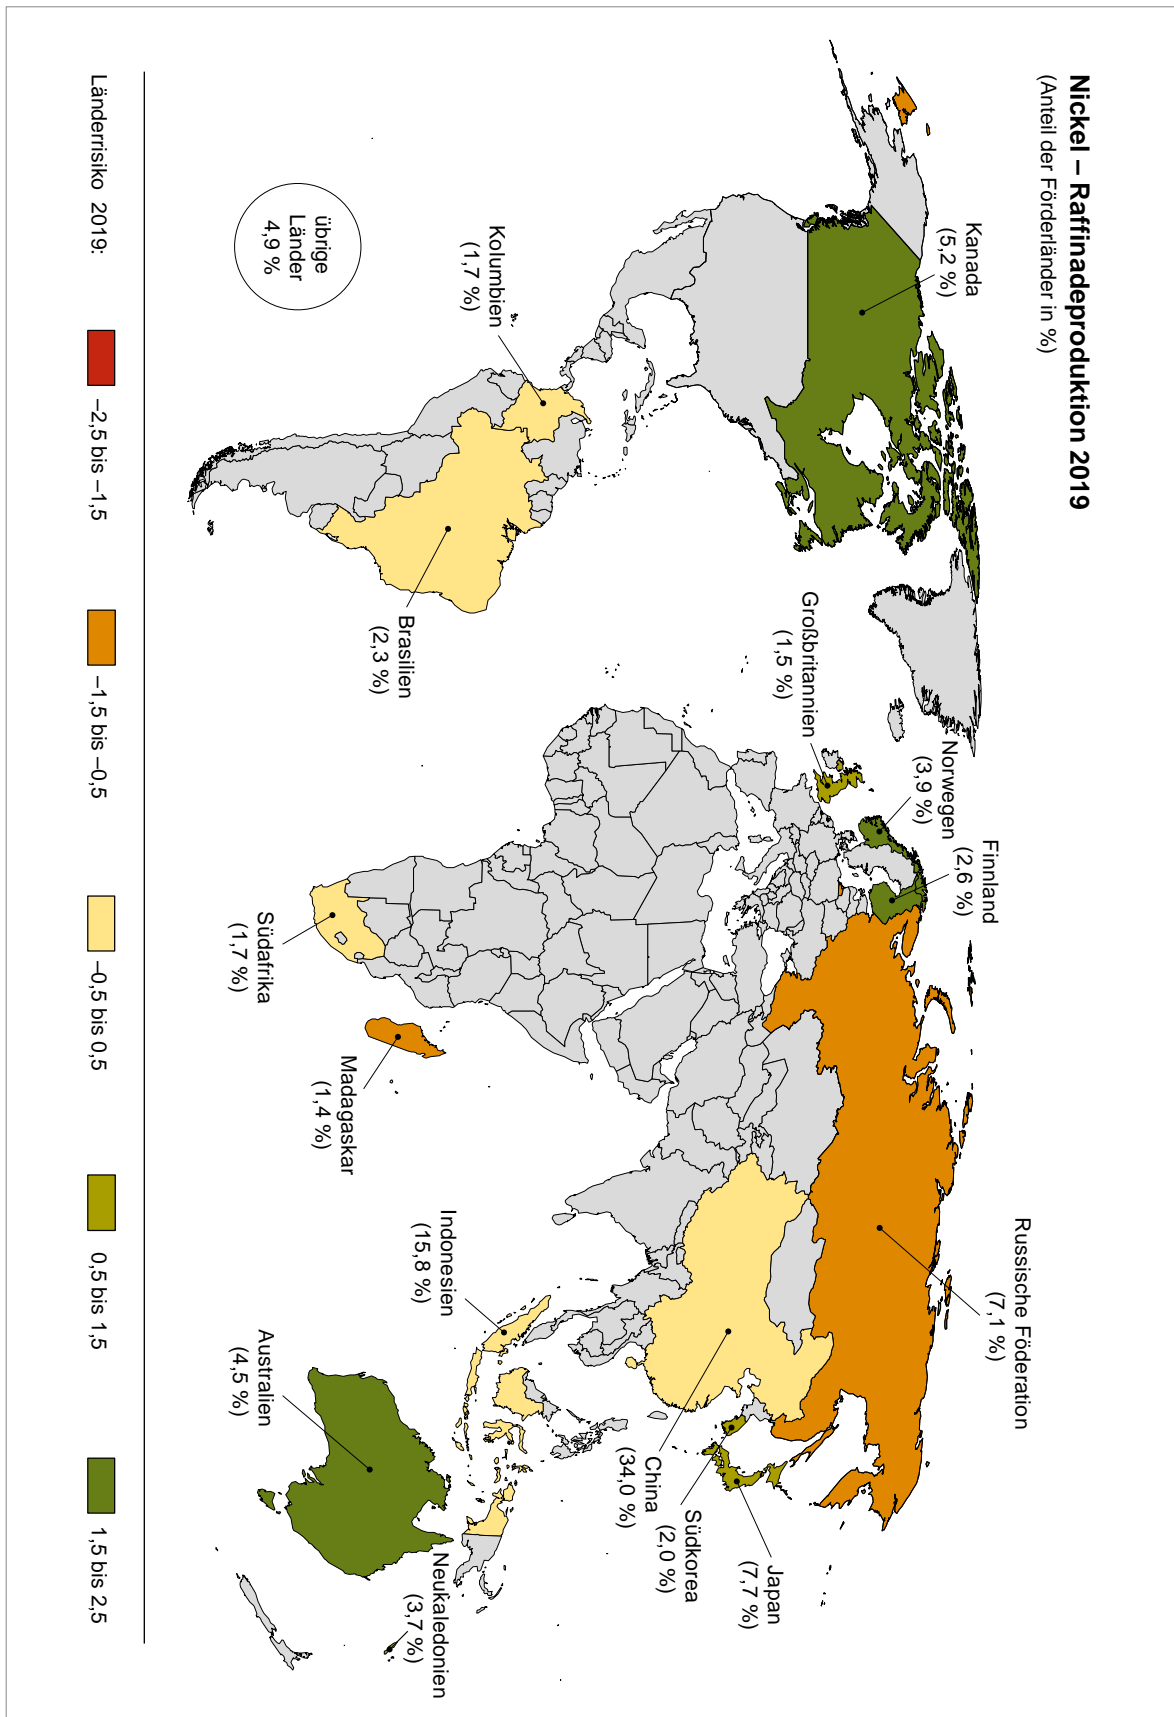 Nickel – Raffinadeproduktion 2019
(Anteil der Förderländer in %)
Kanada
(5,2 %)
Kolumbien
(1,7 %)
übrige
Länder
4,9 %
Brasilien
(2,3 %)
Großbritannien
(1,5 %)
Norwegen
(3,9 %)
Finnland
(2,6 %)
Russische Föderation
(7,1 %)
Südafrika
(1,7 %)
Madagaskar
(1,4 %)
Indonesien
(15,8 %)
China
(34,0 %)
Südkorea
(2,0 %)
Japan
(7,7 %)
Australien
(4,5 %)
Neukaledonien
(3,7 %)
Länderrisiko 2019:
–2,5 bis –1,5
–1,5 bis –0,5
–0,5 bis 0,5
0,5 bis 1,5
1,5 bis 2,5